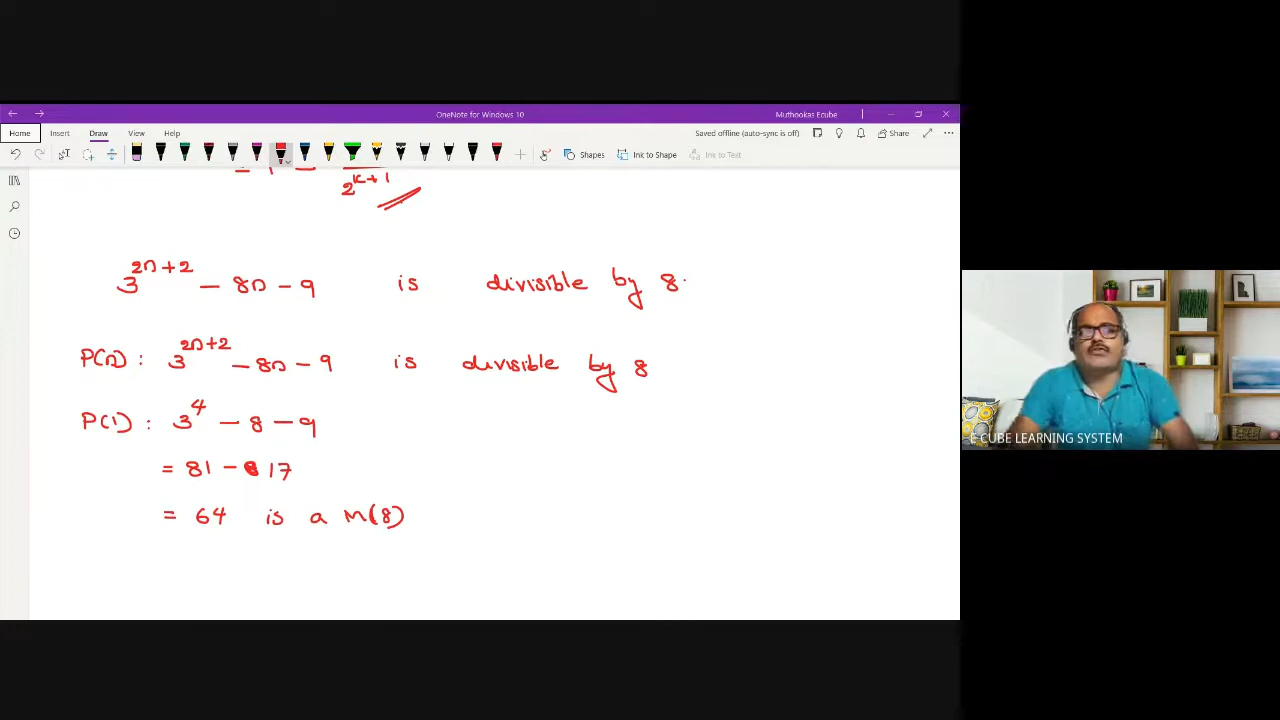 OneNote for Windows 10
Muthookas Ecube
Home Insert Draw View Help
Saved offline (auto-sync is off)
Share
Shapes
Ink to Shape
Ink to Text
2^{k+1}
3^{2n+2} - 8n - 9 is divisible by 8.
P(n) : 3^{2n+2} - 8n - 9 is divisible by 8
P(1) : 3^4 - 8 - 9
= 81 - 17
= 64 is a M(8)
E CUBE LEARNING SYSTEM